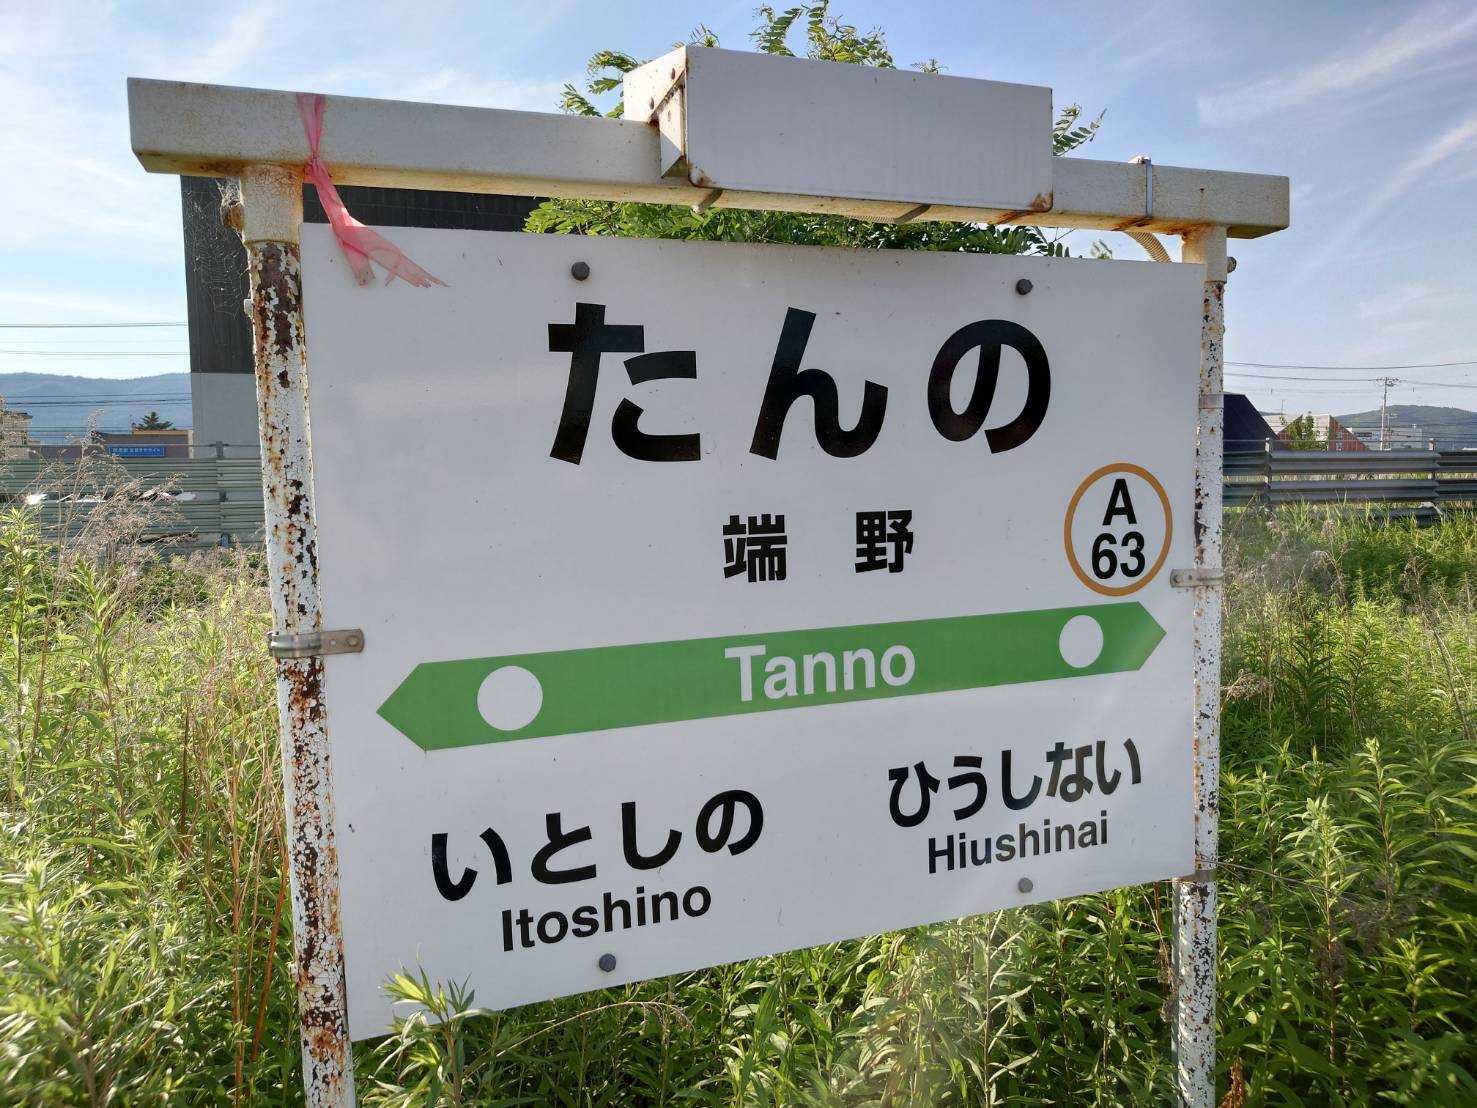 たんの
端野
A
63
Tanno
いとしの
Itoshino
ひうしない
Hiushinai